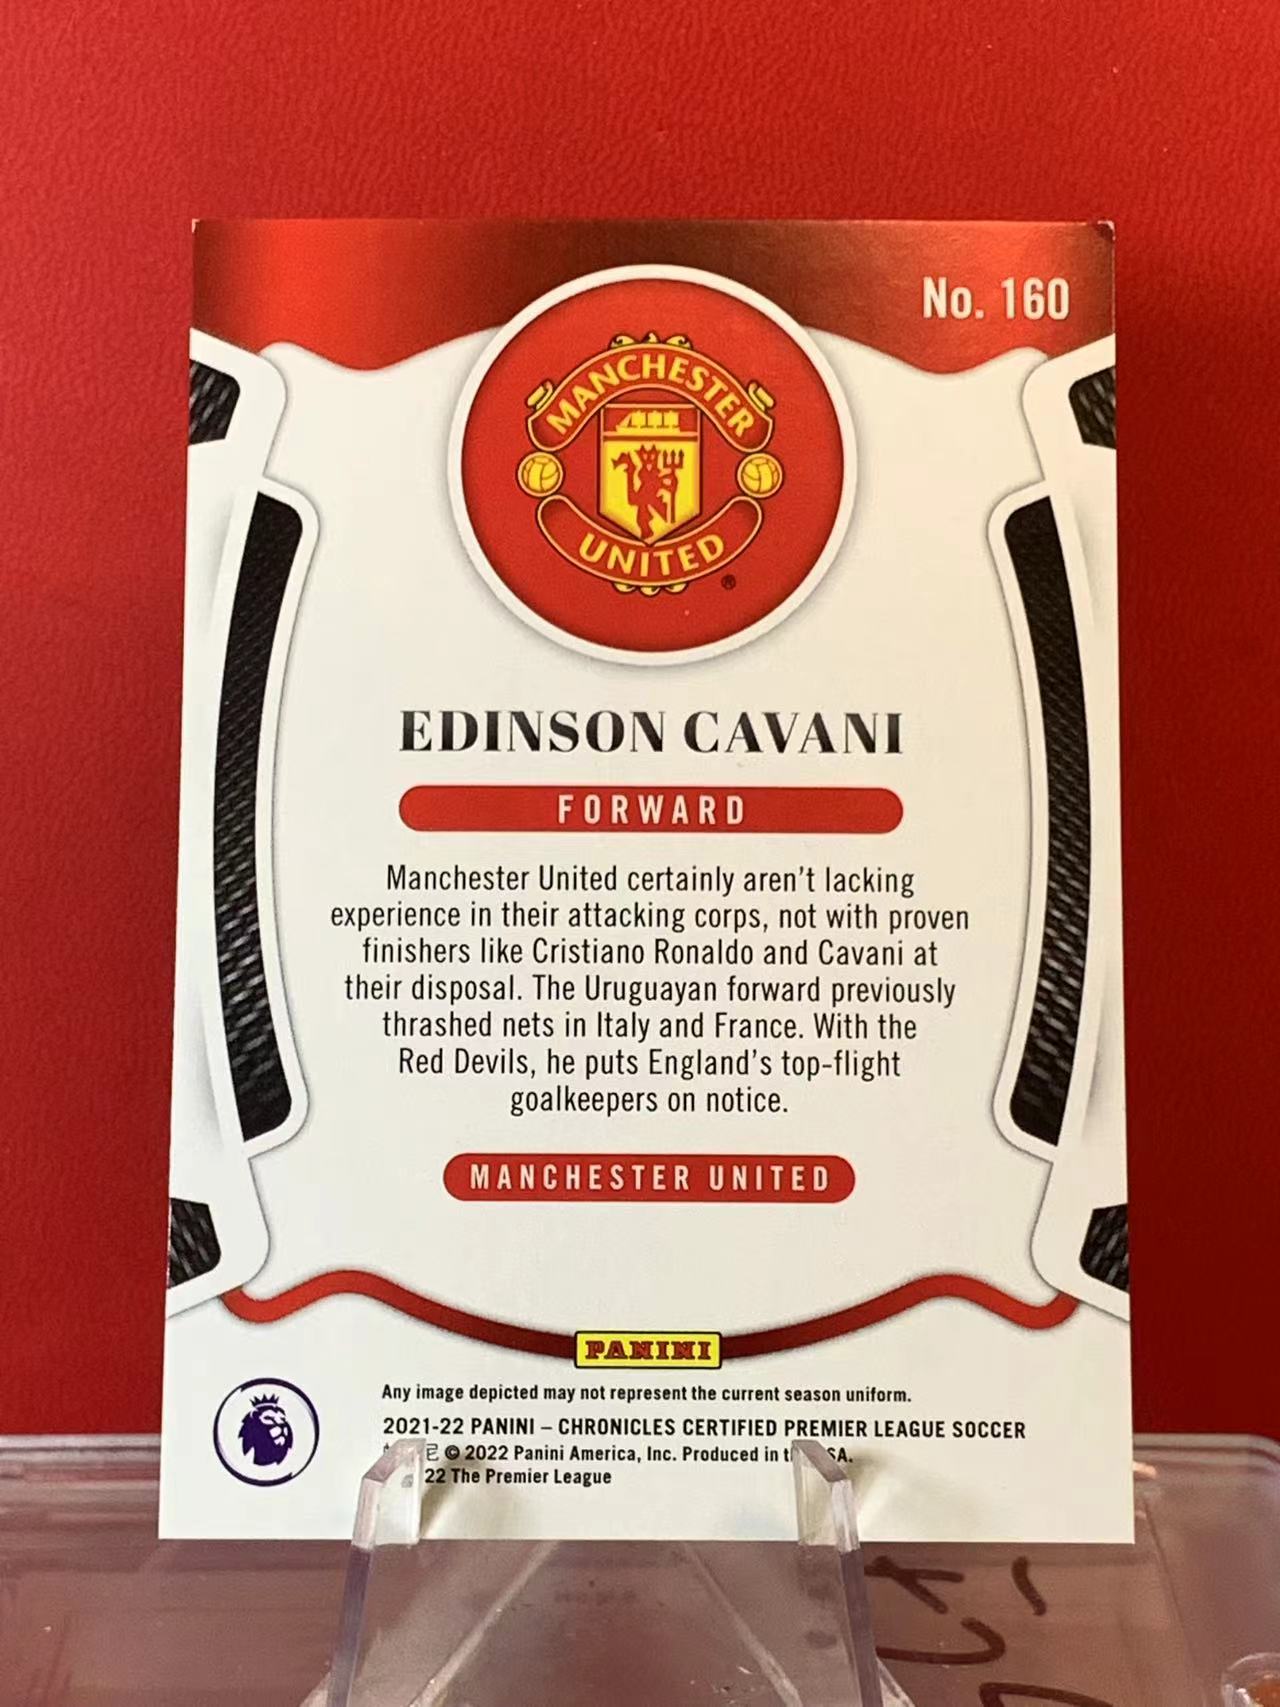 No. 160
MANCHESTER
UNITED
®
EDINSON CAVANI
FORWARD
Manchester United certainly aren't lacking
experience in their attacking corps, not with proven
finishers like Cristiano Ronaldo and Cavani at
their disposal. The Uruguayan forward previously
thrashed nets in Italy and France. With the
Red Devils, he puts England's top-flight
goalkeepers on notice.
MANCHESTER UNITED
PANINI
Any image depicted may not represent the current season uniform.
2021-22 PANINI – CHRONICLES CERTIFIED PREMIER LEAGUE SOCCER
© 2022 Panini America, Inc. Produced in
22 The Premier League